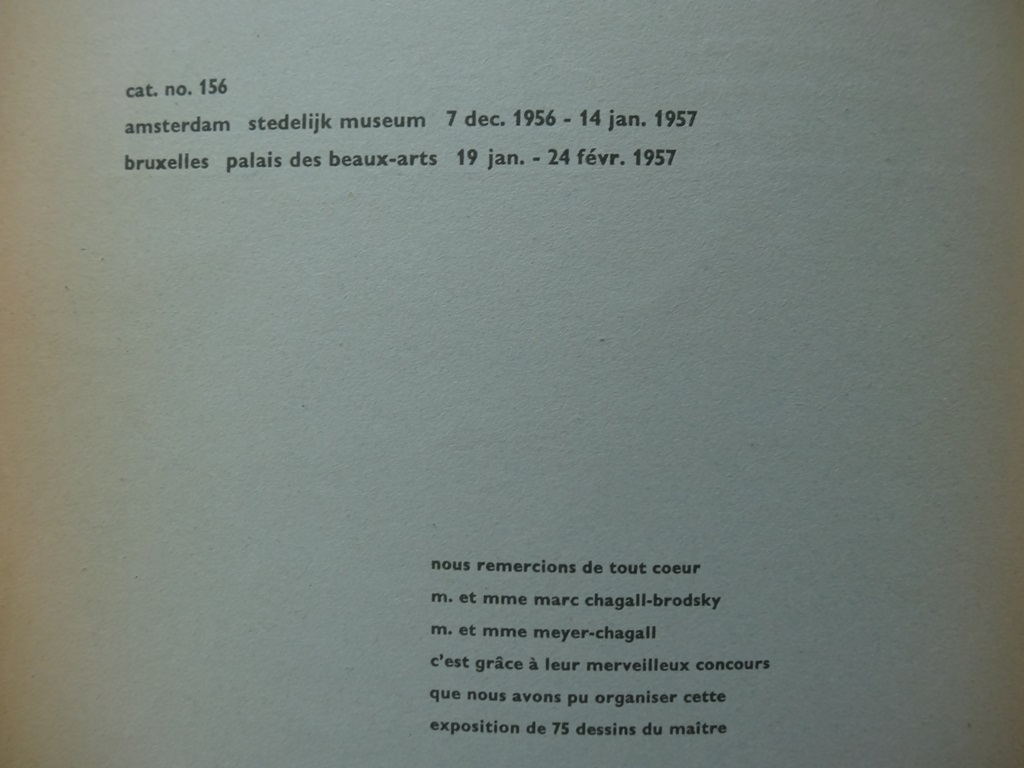 cat. no. 156
amsterdam stedelijk museum 7 dec. 1956 - 14 jan. 1957
bruxelles palais des beaux-arts 19 jan. - 24 févr. 1957
nous remercions de tout coeur
m. et mme marc chagall-brodsky
m. et mme meyer-chagall
c'est grâce à leur merveilleux concours
que nous avons pu organiser cette
exposition de 75 dessins du maître